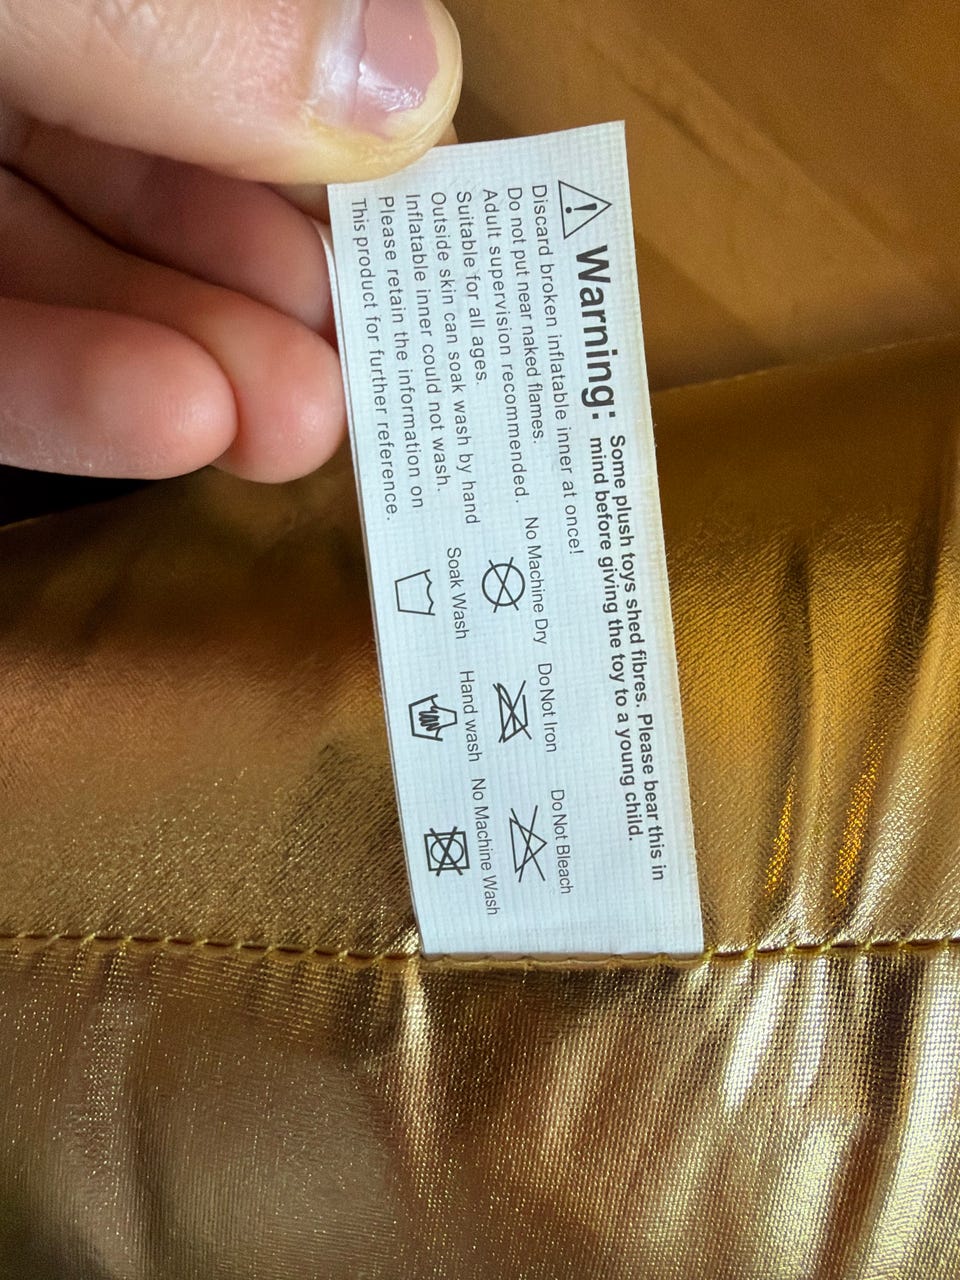 Warning: Some plush toys shed fibres. Please bear this in
mind before giving the toy to a young child.
Discard broken inflatable inner at once!
Do not put near naked flames.
Adult supervision recommended.
Suitable for all ages.
Outside skin can soak wash by hand
Inflatable inner could not wash.
Please retain the information on
This product for further reference.
No Machine Dry
Do Not Iron
Do Not Bleach
Soak Wash
Hand wash
No Machine Wash